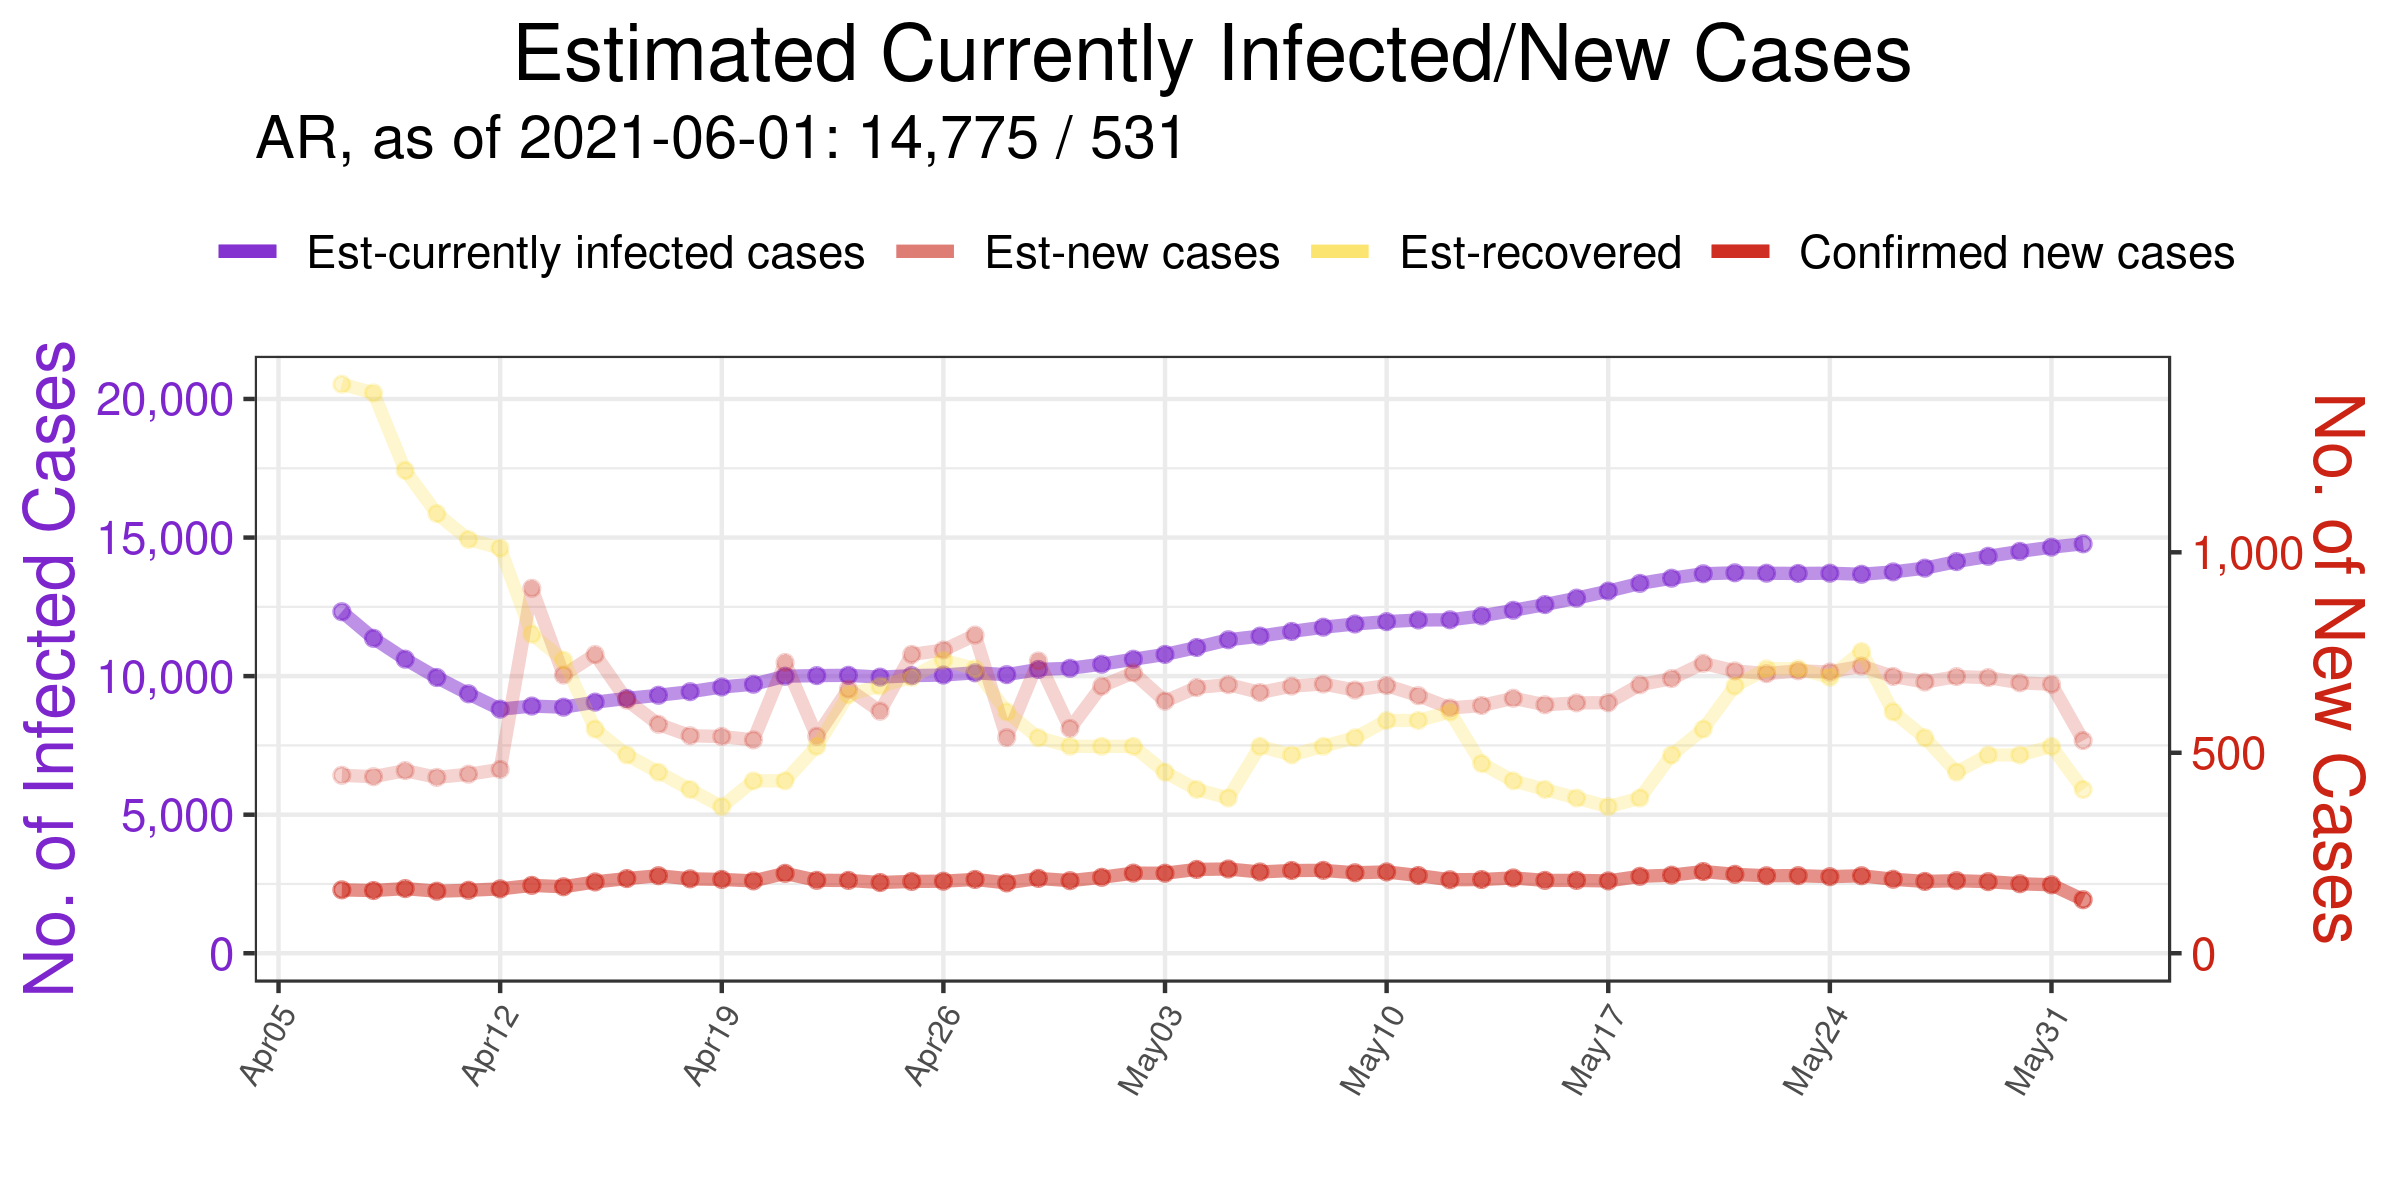 Estimated Currently Infected/New Cases
AR, as of 2021-06-01: 14,775 / 531
Est-currently infected cases Est-new cases Est-recovered Confirmed new cases
No. of Infected Cases
20,000
15,000
10,000
5,000
0
1,000
500
0
No. of New Cases
Apr05 Apr12 Apr19 Apr26 May03 May10 May17 May24 May31